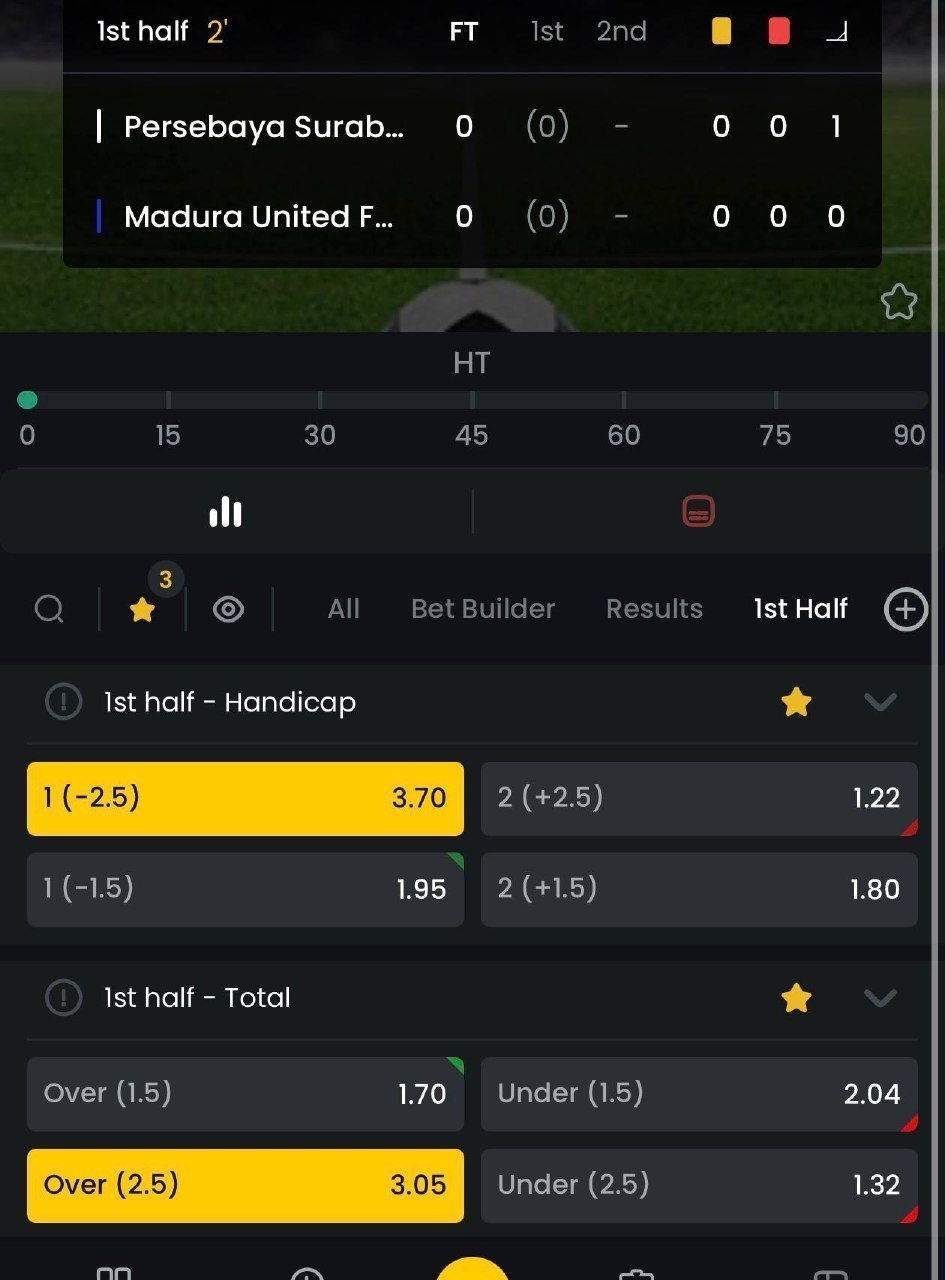 1st half 2' FT 1st 2nd
Persebaya Surab... 0 (0) - 0 0 1
Madura United F... 0 (0) - 0 0 0
HT
0 15 30 45 60 75 90
3
All Bet Builder Results 1st Half
1st half - Handicap
1 (-2.5) 3.70 2 (+2.5) 1.22
1 (-1.5) 1.95 2 (+1.5) 1.80
1st half - Total
Over (1.5) 1.70 Under (1.5) 2.04
Over (2.5) 3.05 Under (2.5) 1.32